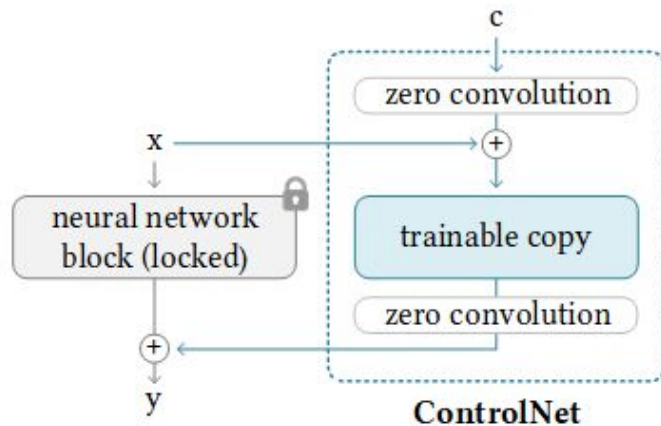 c
zero convolution
x
+
neural network
block (locked)
trainable copy
zero convolution
+
y
ControlNet